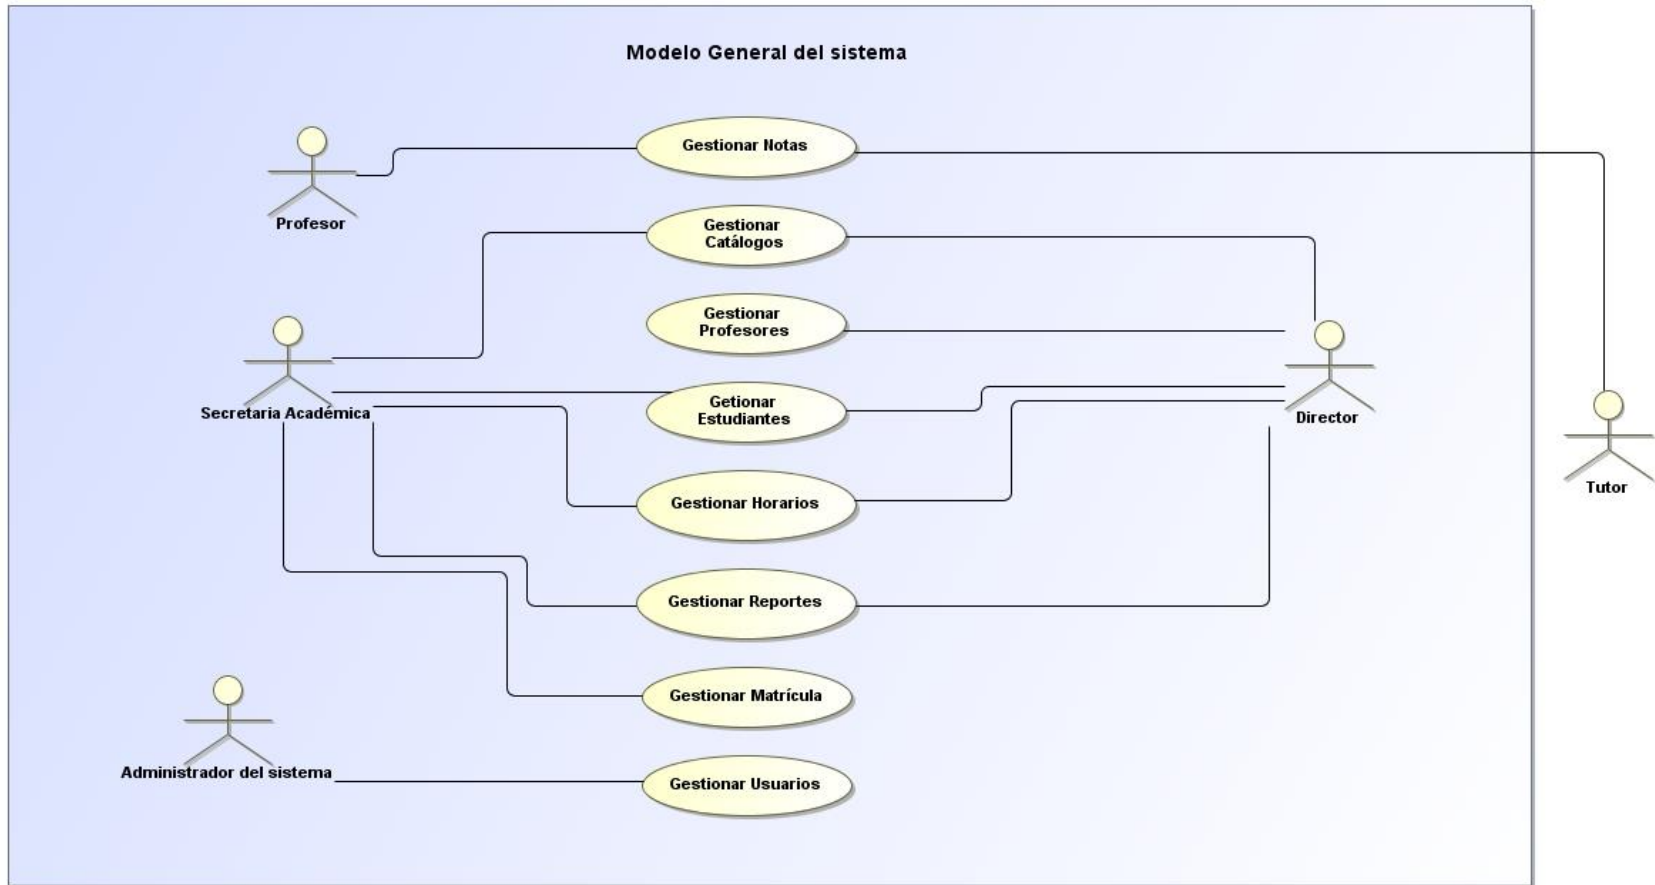 Modelo General del sistema
Gestionar Notas
Profesor
Gestionar
Catálogos
Gestionar
Profesores
Secretaria Académica
Getionar
Estudiantes
Director
Tutor
Gestionar Horarios
Gestionar Reportes
Gestionar Matrícula
Administrador del sistema
Gestionar Usuarios